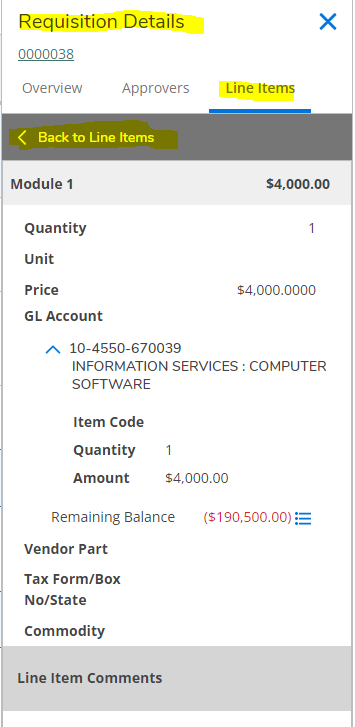 Requisition Details
0000038
Overview Approvers Line Items
Back to Line Items
Module 1 $4,000.00
Quantity 1
Unit
Price $4,000.0000
GL Account
10-4550-670039
INFORMATION SERVICES : COMPUTER
SOFTWARE
Item Code
Quantity 1
Amount $4,000.00
Remaining Balance ($190,500.00)
Vendor Part
Tax Form/Box
No/State
Commodity
Line Item Comments